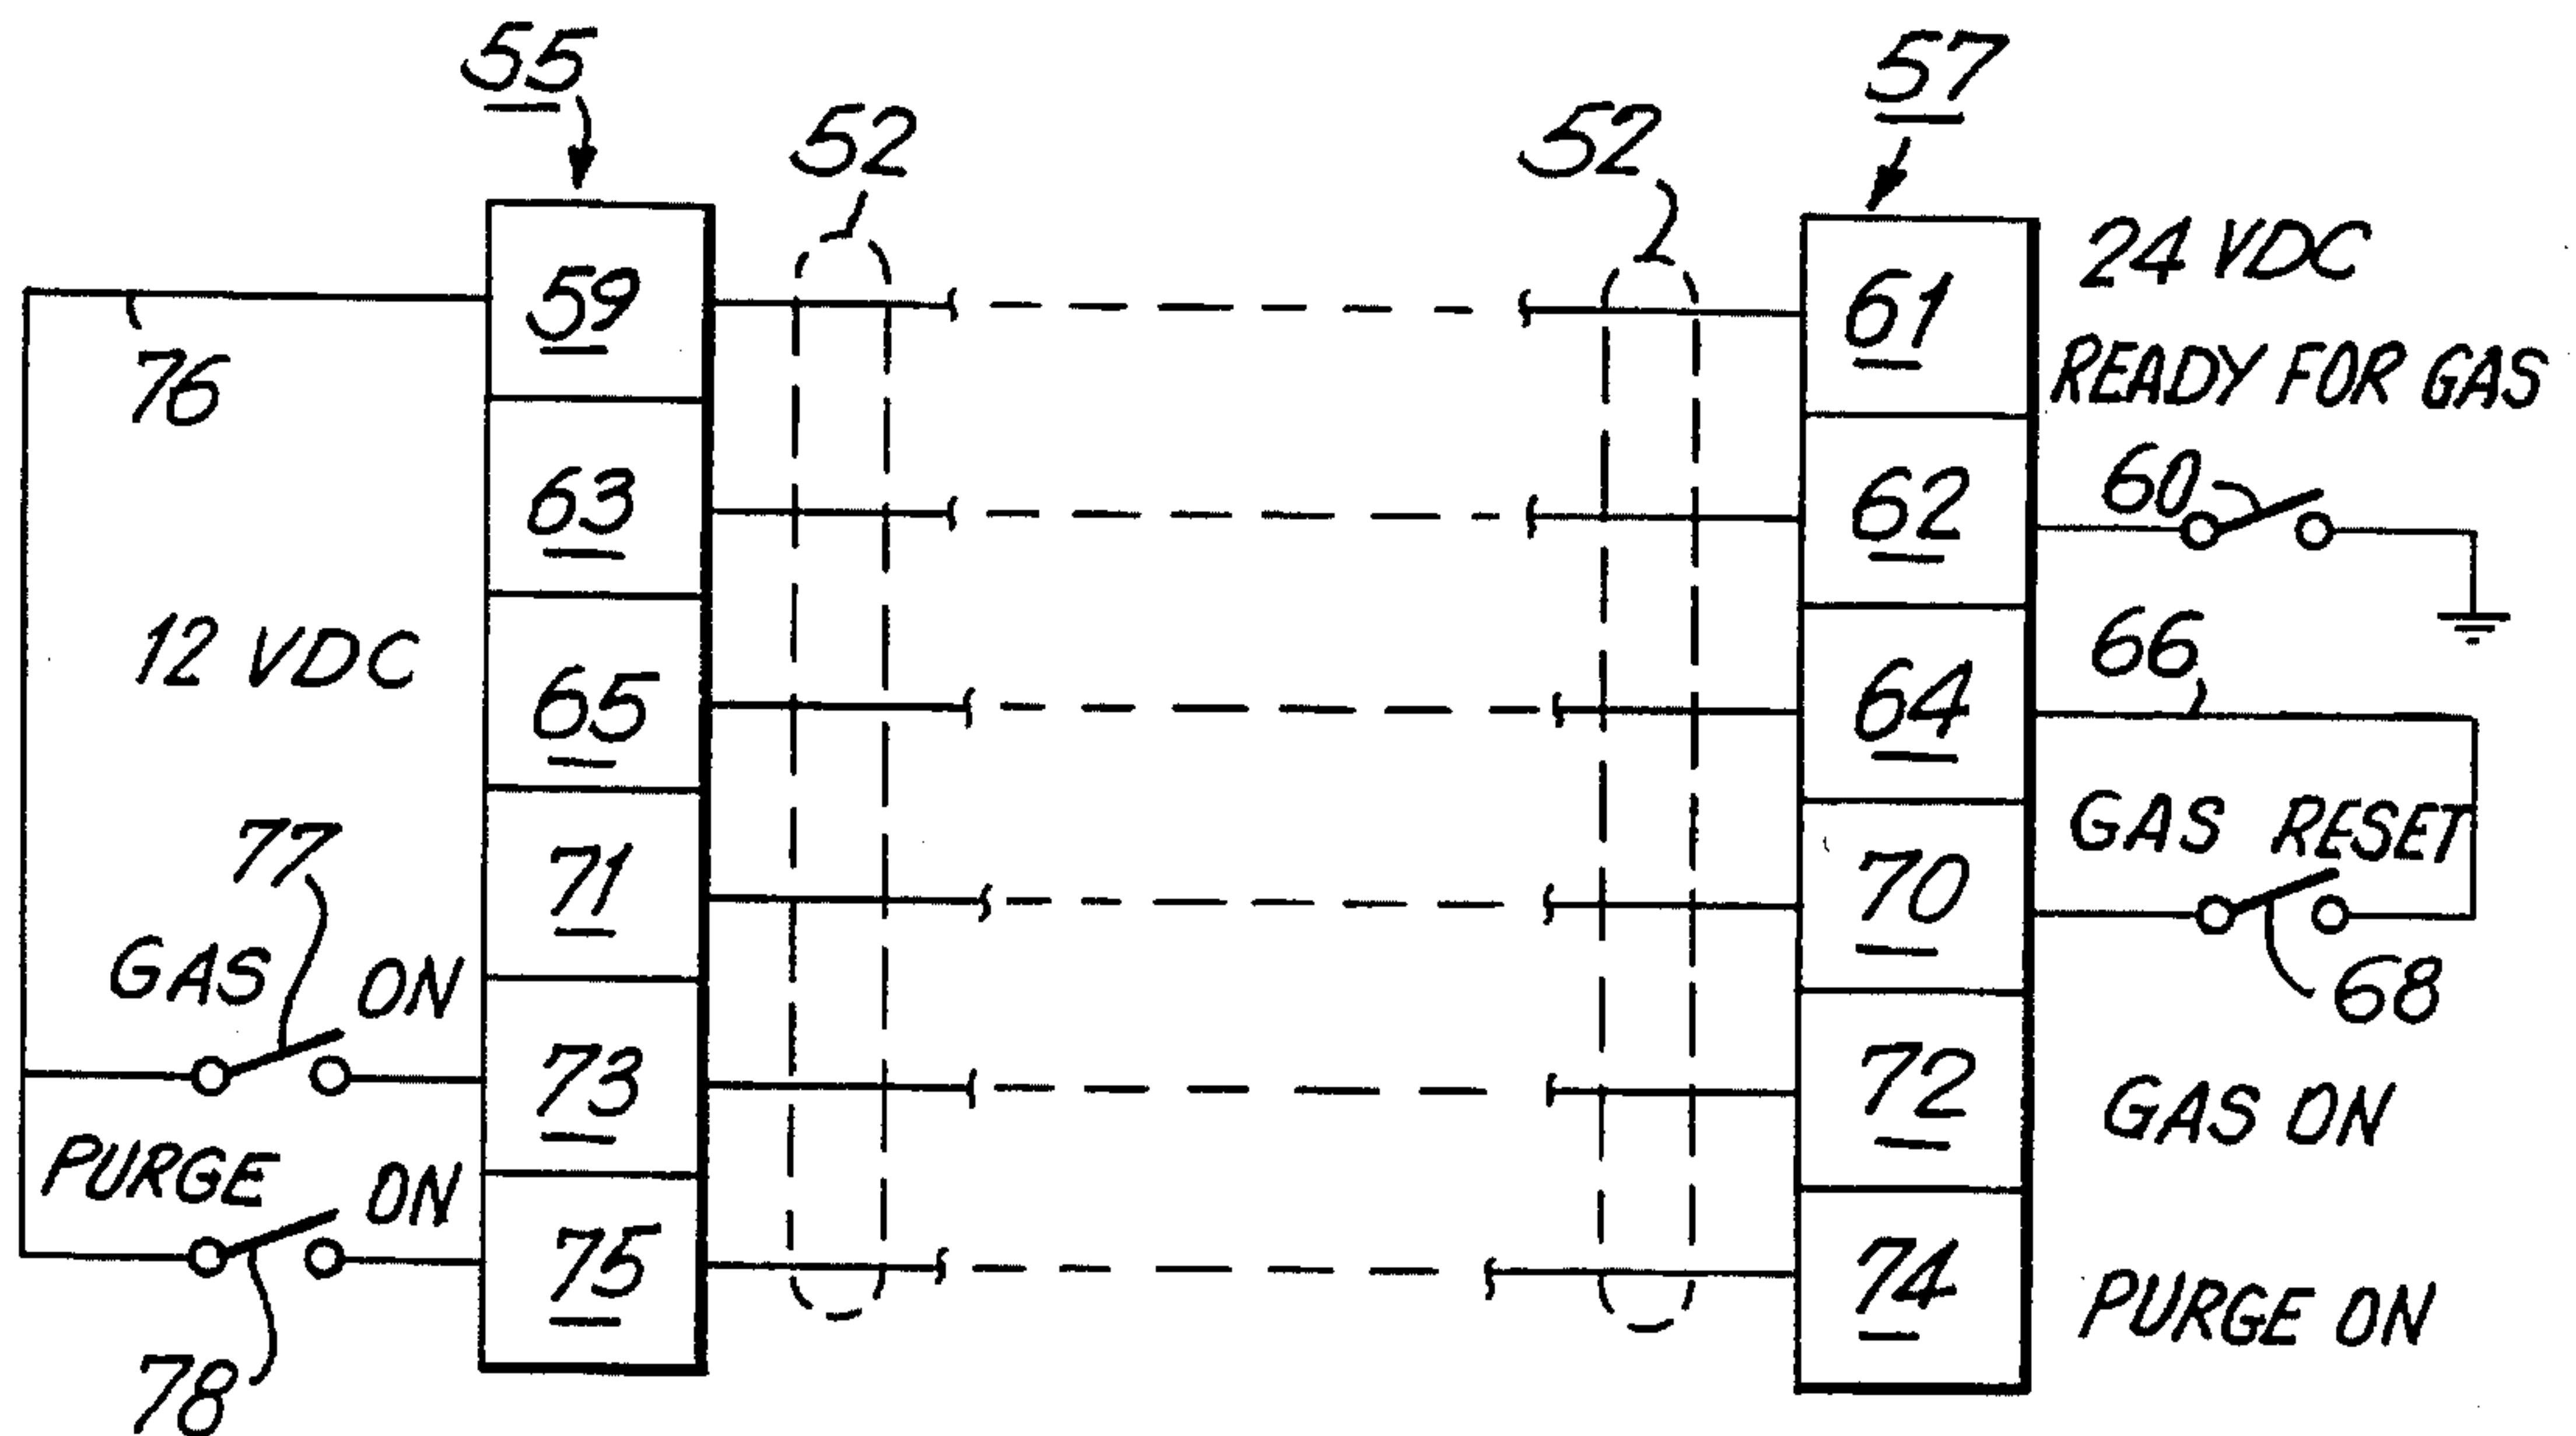 55
57
52
52
59
61
24 VDC
READY FOR GAS
76
63
62
60
12 VDC
65
64
66
77
71
70
GAS RESET
68
GAS ON
73
72
GAS ON
PURGE ON
75
74
PURGE ON
78